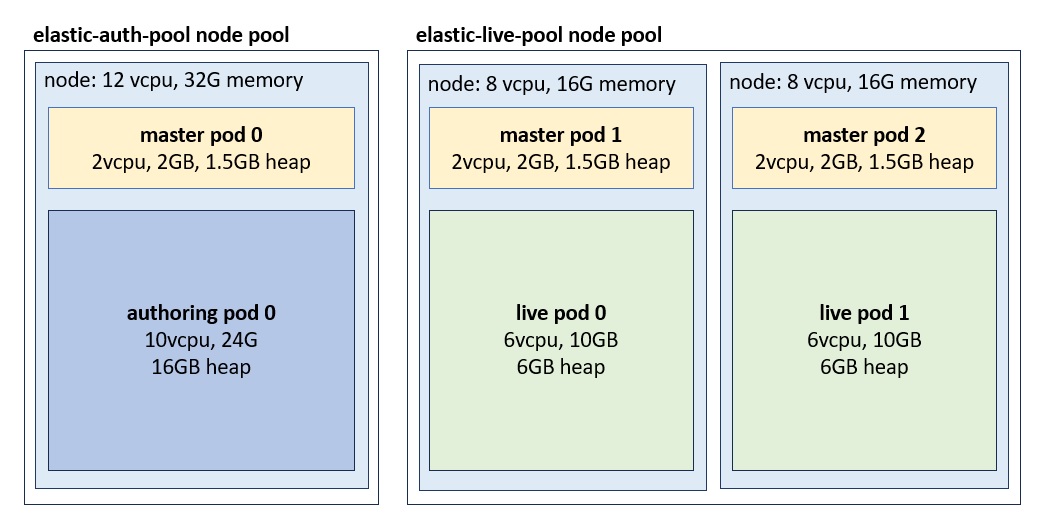 elastic-auth-pool node pool
node: 12 vcpu, 32G memory
master pod 0
2vcpu, 2GB, 1.5GB heap
authoring pod 0
10vcpu, 24G
16GB heap
elastic-live-pool node pool
node: 8 vcpu, 16G memory
master pod 1
2vcpu, 2GB, 1.5GB heap
live pod 0
6vcpu, 10GB
6GB heap
node: 8 vcpu, 16G memory
master pod 2
2vcpu, 2GB, 1.5GB heap
live pod 1
6vcpu, 10GB
6GB heap